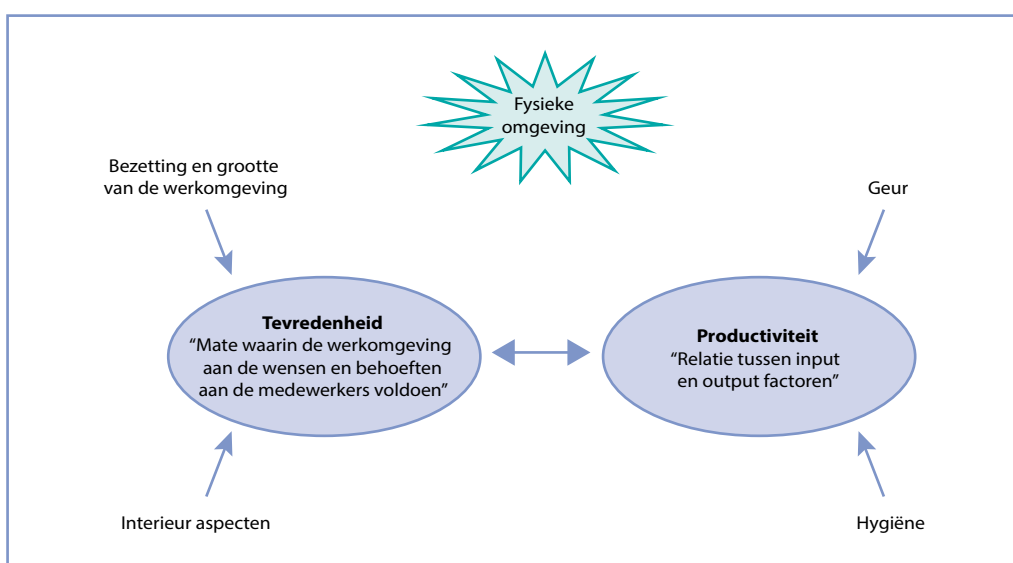 Fysieke
omgeving
Bezetting en grootte
van de werkomgeving
Geur
Tevredenheid
“Mate waarin de werkomgeving
aan de wensen en behoeften
aan de medewerkers voldoen”
Productiviteit
“Relatie tussen input
en output factoren”
Interieur aspecten
Hygiëne